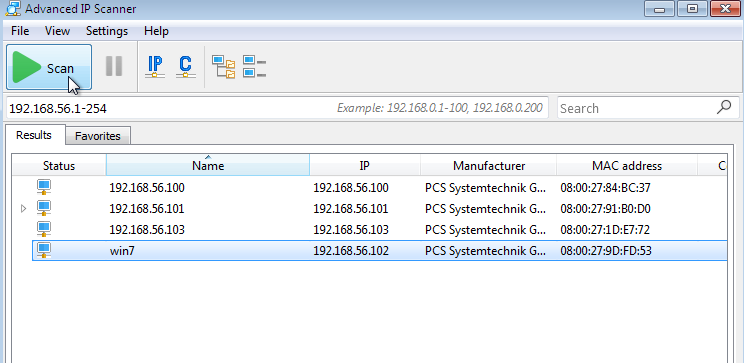 Advanced IP Scanner
File View Settings Help
Scan IP C
192.168.56.1-254 Example: 192.168.0.1-100, 192.168.0.200 Search
Results Favorites
Status Name IP Manufacturer MAC address C
192.168.56.100 192.168.56.100 PCS Systemtechnik G... 08:00:27:84:BC:37
192.168.56.101 192.168.56.101 PCS Systemtechnik G... 08:00:27:91:B0:D0
192.168.56.103 192.168.56.103 PCS Systemtechnik G... 08:00:27:1D:E7:72
win7 192.168.56.102 PCS Systemtechnik G... 08:00:27:9D:FD:53